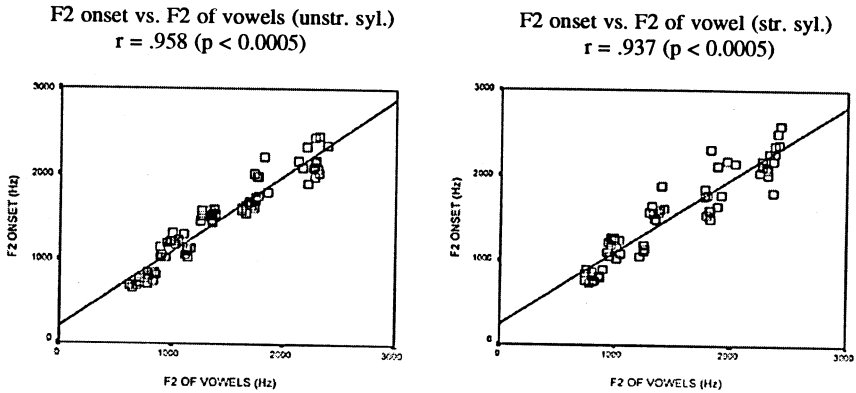 F2 onset vs. F2 of vowels (unstr. syl.)
r = .958 (p < 0.0005)
3000
2000
1000
0
F2 ONSET (Hz)
0 1000 2000 3000
F2 OF VOWELS (Hz)
F2 onset vs. F2 of vowel (str. syl.)
r = .937 (p < 0.0005)
3000
2000
1000
0
F2 ONSET (Hz)
0 1000 2000 3000
F2 OF VOWELS (Hz)